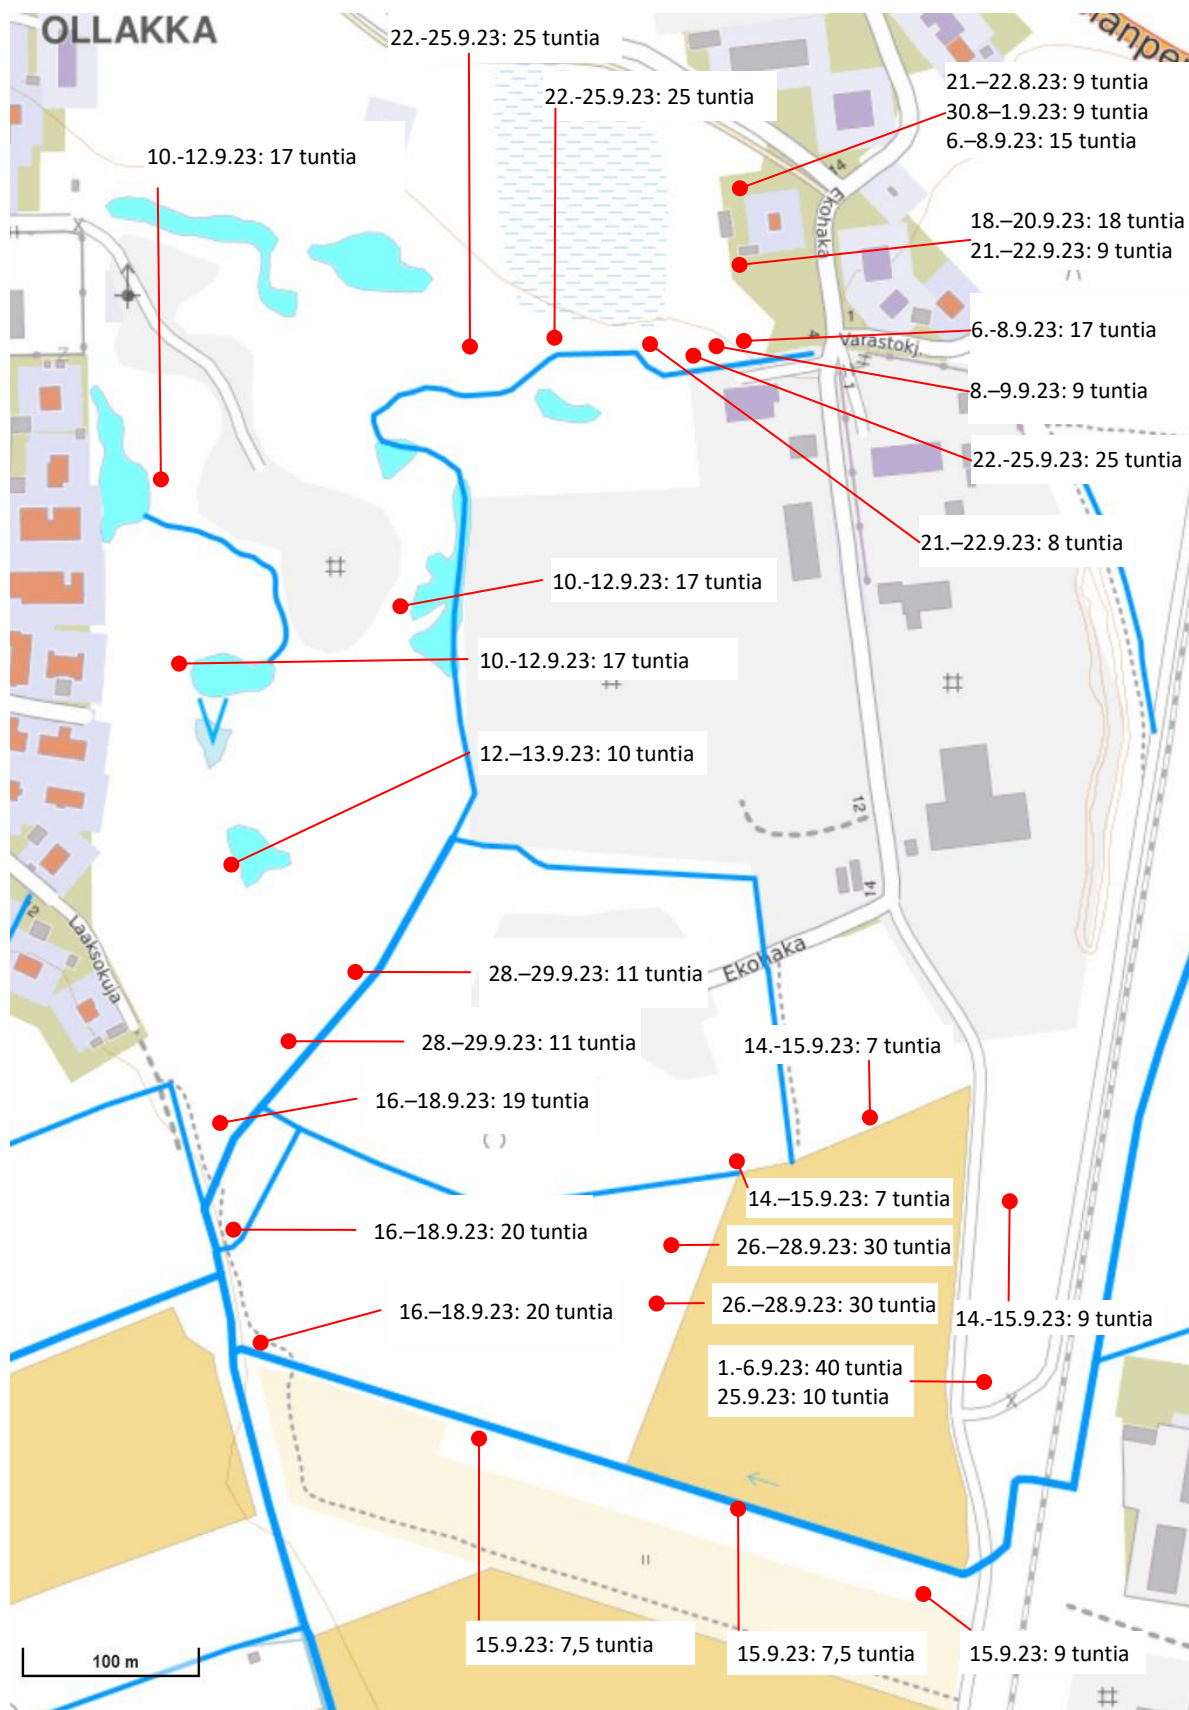 OLLAKKA
22.-25.9.23: 25 tuntia
22.-25.9.23: 25 tuntia
21.–22.8.23: 9 tuntia
30.8–1.9.23: 9 tuntia
6.–8.9.23: 15 tuntia
10.-12.9.23: 17 tuntia
14
Ekohaka
18.–20.9.23: 18 tuntia
21.–22.9.23: 9 tuntia
1
4
6.-8.9.23: 17 tuntia
Varastokj.
1
8.–9.9.23: 9 tuntia
22.-25.9.23: 25 tuntia
21.–22.9.23: 8 tuntia
10.-12.9.23: 17 tuntia
10.-12.9.23: 17 tuntia
12.–13.9.23: 10 tuntia
12
14
2
Laaksokuja
Ekohaka
28.–29.9.23: 11 tuntia
28.–29.9.23: 11 tuntia
14.-15.9.23: 7 tuntia
16.–18.9.23: 19 tuntia
14.–15.9.23: 7 tuntia
16.–18.9.23: 20 tuntia
26.–28.9.23: 30 tuntia
26.–28.9.23: 30 tuntia
16.–18.9.23: 20 tuntia
14.-15.9.23: 9 tuntia
1.-6.9.23: 40 tuntia
25.9.23: 10 tuntia
15.9.23: 7,5 tuntia
15.9.23: 7,5 tuntia
15.9.23: 9 tuntia
100 m